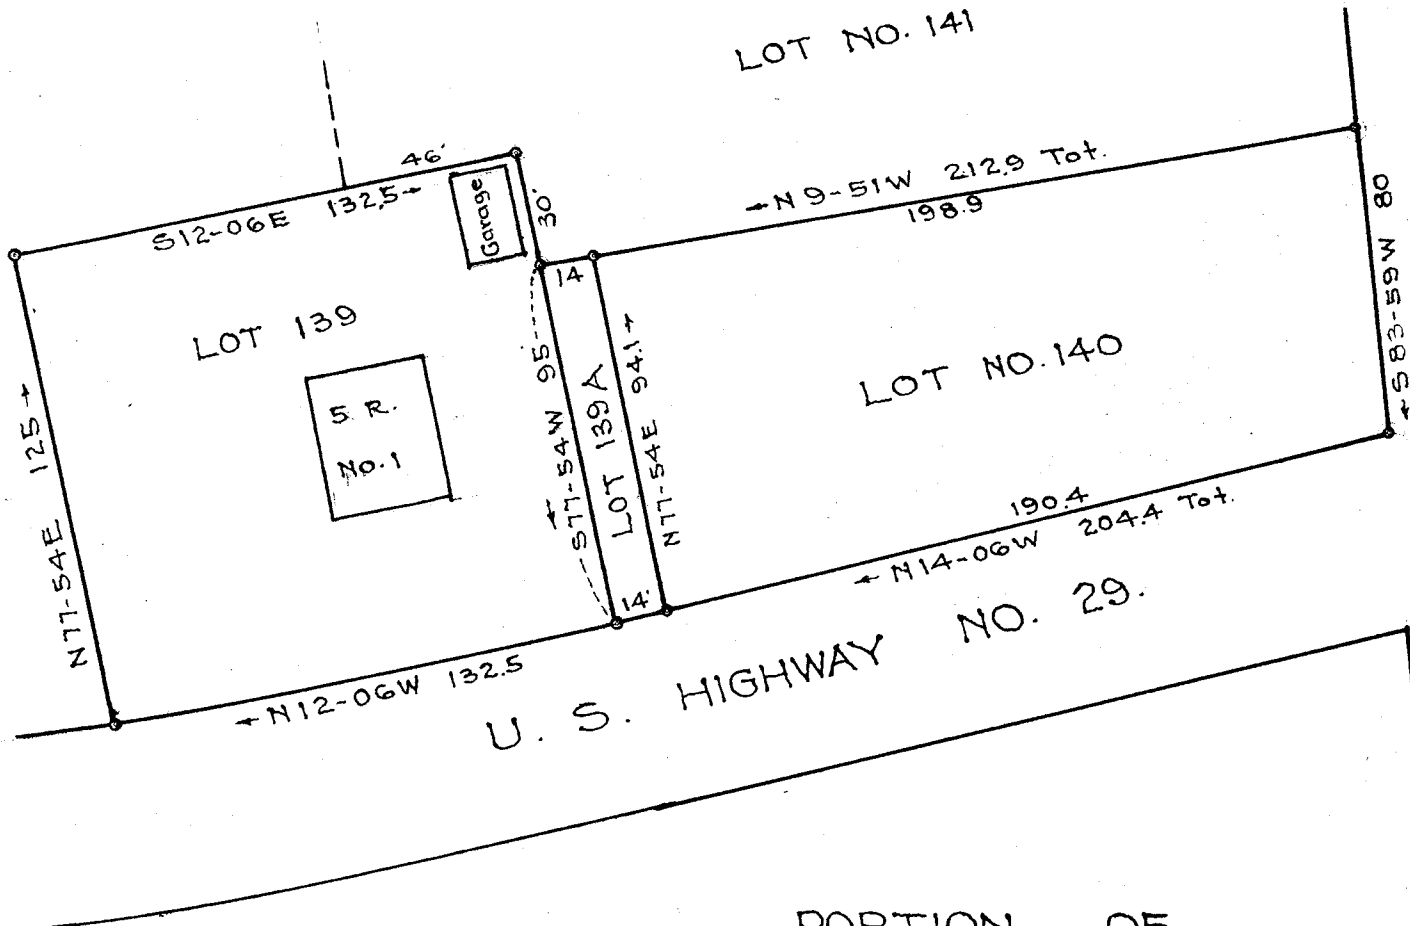 LOT NO. 141
46'
S12-06E 132.5
Garage
30'
N 9-51W 212.9 Tot.
198.9
80
S 83-59W
14
LOT 139
95
S77-54W
LOT 139 A
N77-54E 94.1
LOT NO. 140
5 R.
No. 1
N77-54E 125
14'
190.4
N14-06W 204.4 Tot.
N12-06W 132.5
U. S. HIGHWAY NO. 29.
PORTION OF